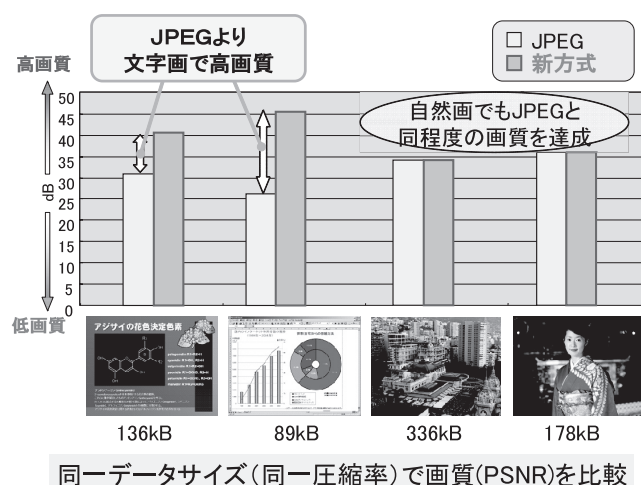 JPEGより
文字画で高画質
JPEG
新方式
高画質
50
45
40
35
30
25
20
15
10
5
0
dB
低画質
自然画でもJPEGと
同程度の画質を達成
アジサイの花色決定色素
136kB
89kB
336kB
178kB
同一データサイズ(同一圧縮率)で画質(PSNR)を比較